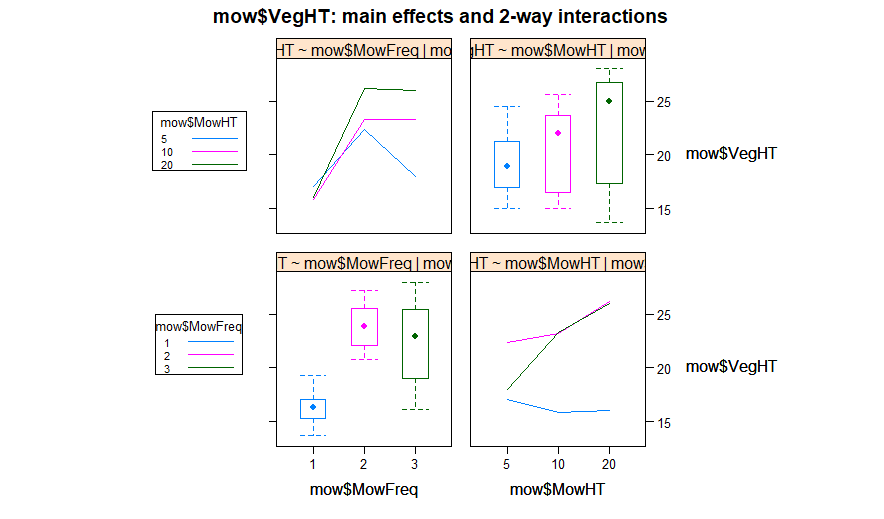 mow$VegHT: main effects and 2-way interactions
HT ~ mow$MowFreq | mo
gHT ~ mow$MowHT | mow
mow$MowHT
5
10
20
25
20
15
mow$VegHT
T ~ mow$MowFreq | mow
HT ~ mow$MowHT | mow
mow$MowFreq
1
2
3
25
20
15
mow$VegHT
1 2 3
5 10 20
mow$MowFreq
mow$MowHT